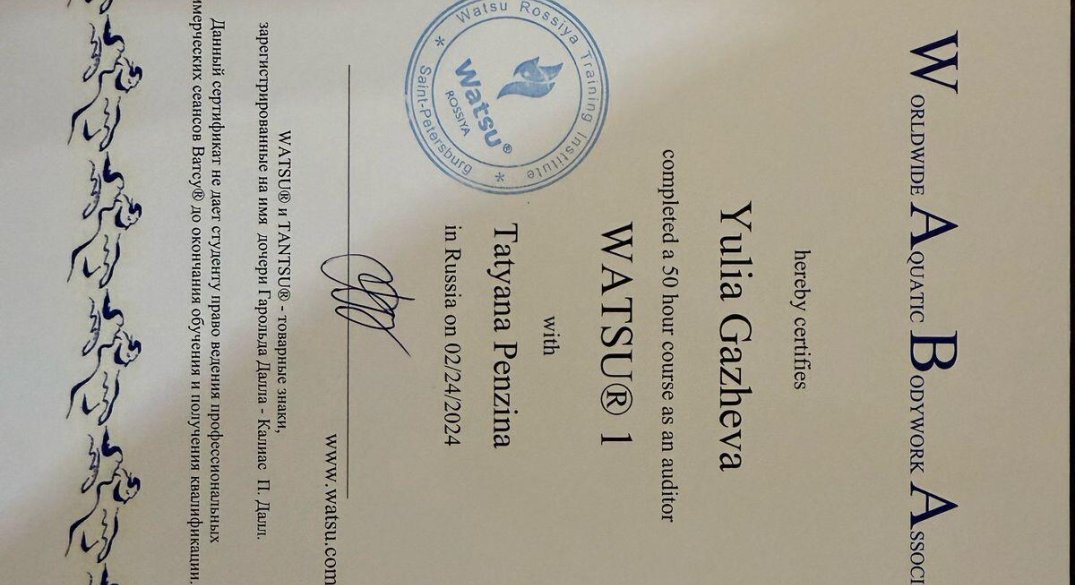 WORLDWIDE AQUATIC BODYWORK
hereby certifies
Yulia Gazheva
completed a 50 hour course as an auditor
WATSU® 1
with
Tatyana Penzina
in Russia on 02/24/2024
Watsu Rossiya Training Institute
* Saint-Petersburg *
Watsu®
ROSSIYA
www.watsu.com
WATSU® и TANTSU® - товарные знаки,
зарегистрированные на имя дочери Гарольда Далла - Калиас П. Далл.
Данный сертификат не дает студенту право ведения профессиональных
сеансов Ватсу® до окончания обучения и получения квалификации.